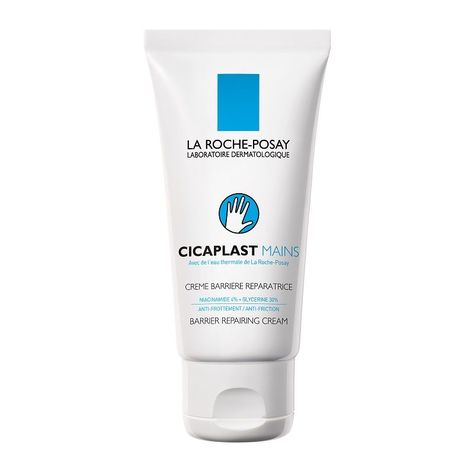 LA ROCHE-POSAY
LABORATOIRE DERMATOLOGIQUE
CICAPLAST MAINS
Avec de l'eau thermale de La Roche-Posay
CREME BARRIERE REPARATRICE
NIACINAMIDE 4% + GLYCERINE 30%
ANTI-FROTTEMENT / ANTI-FRICTION
BARRIER REPAIRING CREAM